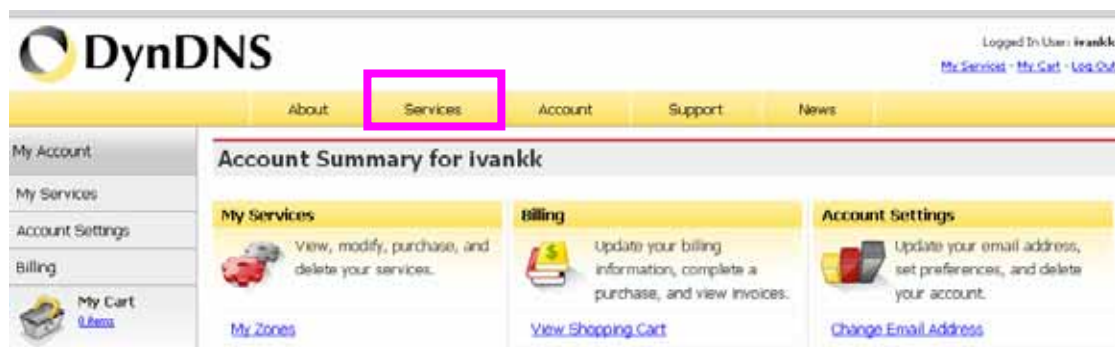 DynDNS
Logged In User: ivankk
My Services - My Cart - Log Out
About Services Account Support News
My Account
My Services
Account Settings
Billing
My Cart
0 items
Account Summary for ivankk
My Services
View, modify, purchase, and
delete your services.
My Zones
Billing
Update your billing
information, complete a
purchase, and view invoices.
View Shopping Cart
Account Settings
Update your email address,
set preferences, and delete
your account.
Change Email Address